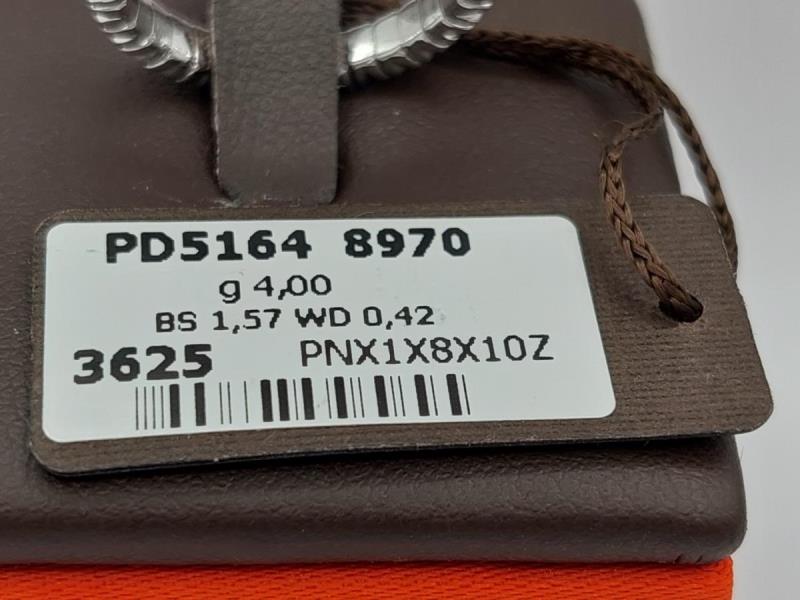 PD5164 8970
g 4,00
BS 1,57 WD 0,42
3625 PNX1X8X10Z